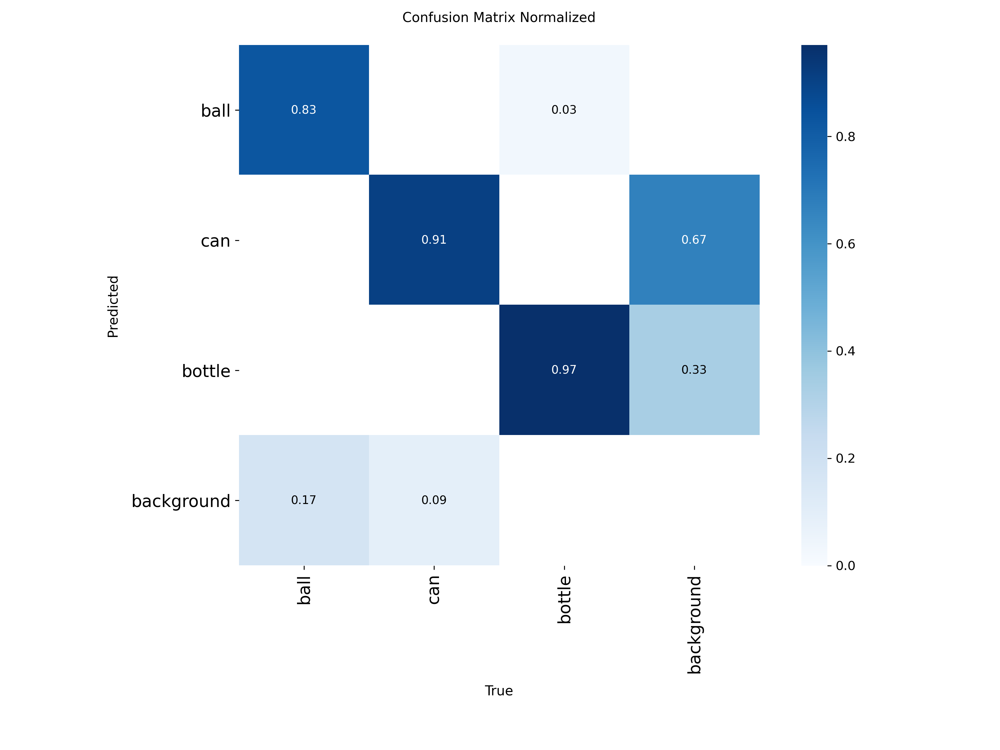 Confusion Matrix Normalized
ball
0.83
0.03
0.8
can
0.91
0.67
0.6
Predicted
bottle
0.97
0.33
0.4
0.2
background
0.17
0.09
0.0
ball
can
bottle
background
True